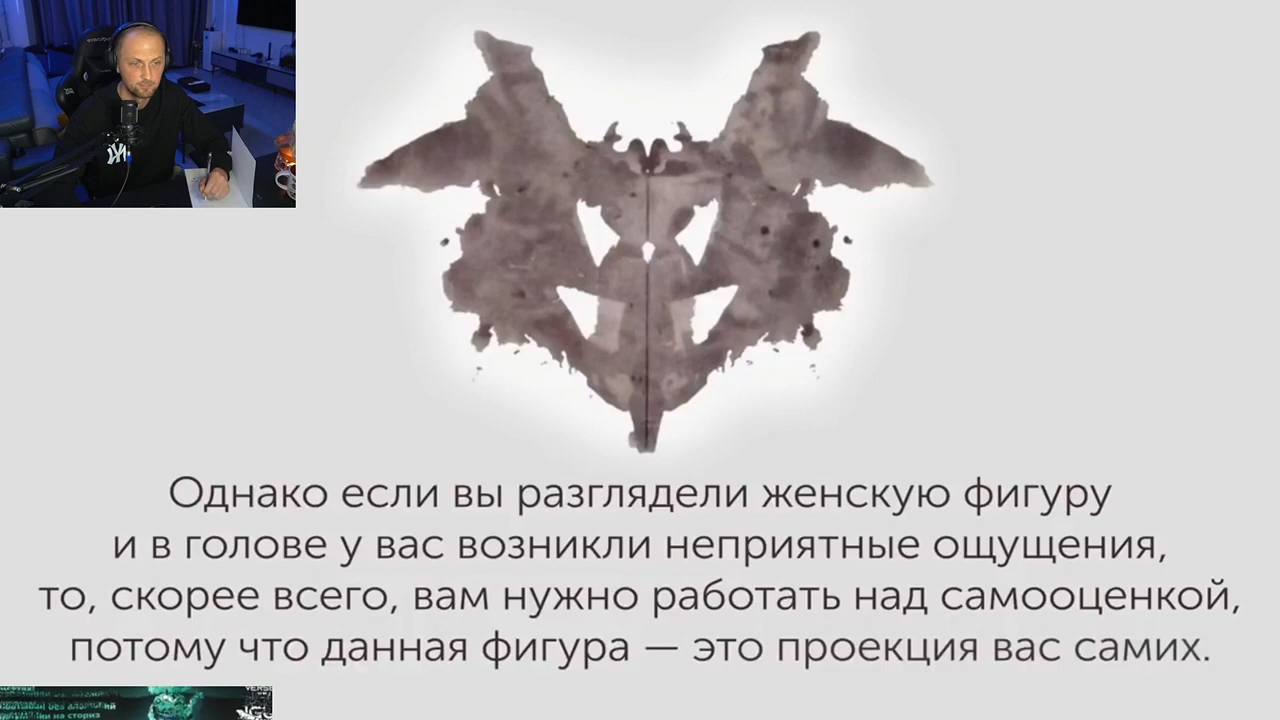 Однако если вы разглядели женскую фигуру
и в голове у вас возникли неприятные ощущения,
то, скорее всего, вам нужно работать над самооценкой,
потому что данная фигура — это проекция вас самих.